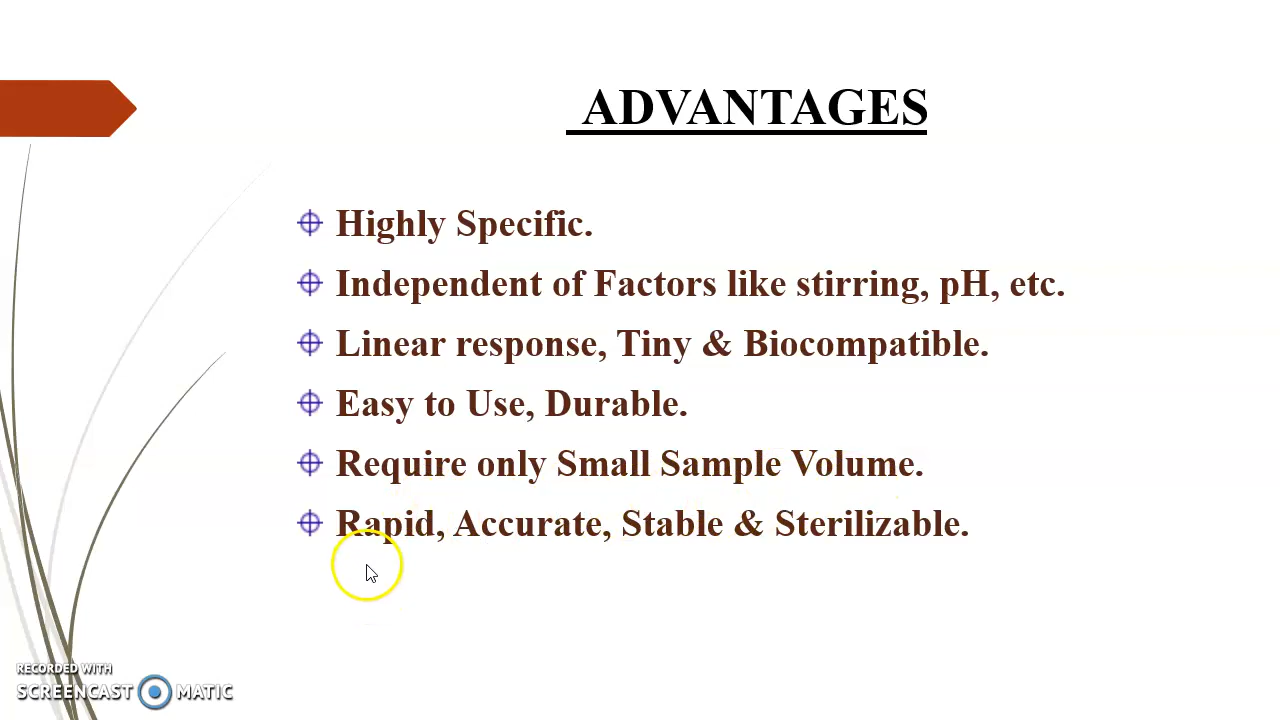 ADVANTAGES
Highly Specific.
Independent of Factors like stirring, pH, etc.
Linear response, Tiny & Biocompatible.
Easy to Use, Durable.
Require only Small Sample Volume.
Rapid, Accurate, Stable & Sterilizable.
RECORDED WITH
SCREENCAST MATIC